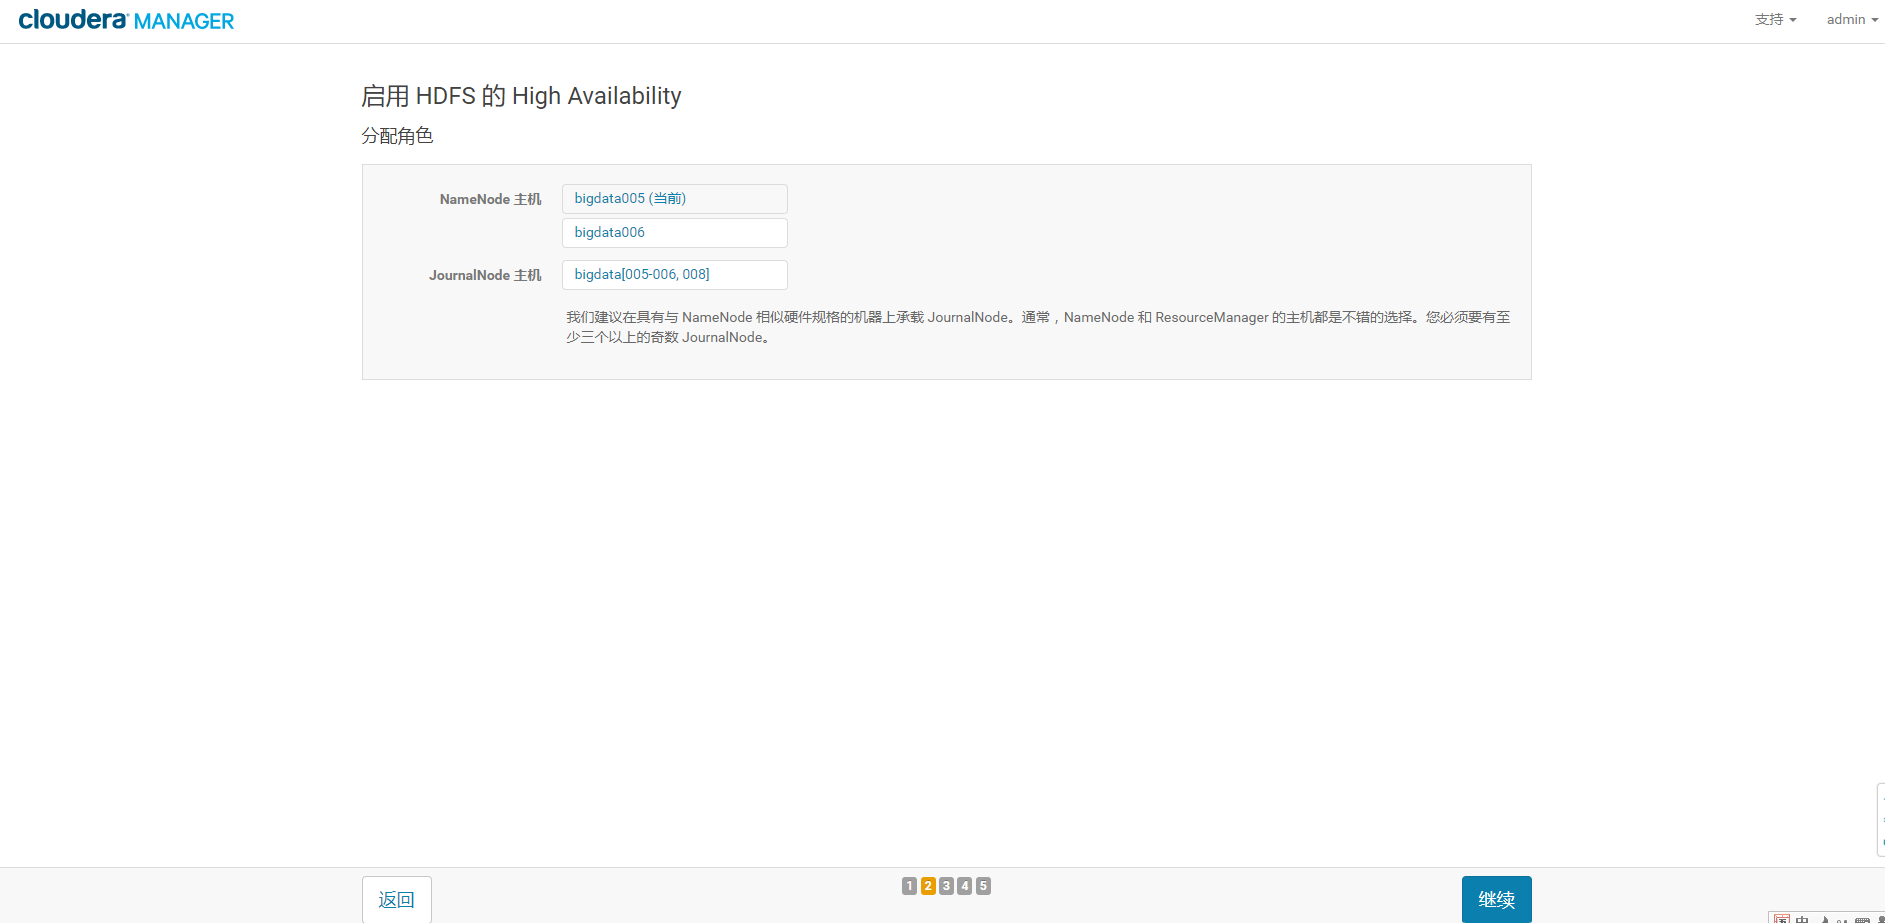 cloudera MANAGER
支持 admin
启用 HDFS 的 High Availability
分配角色
NameNode 主机 bigdata005 (当前)
bigdata006
JournalNode 主机 bigdata[005-006, 008]
我们建议在具有与 NameNode 相似硬件规格的机器上承载 JournalNode。通常，NameNode 和 ResourceManager 的主机都是不错的选择。您必须要有至
少三个以上的奇数 JournalNode。
返回 1 2 3 4 5 继续
中